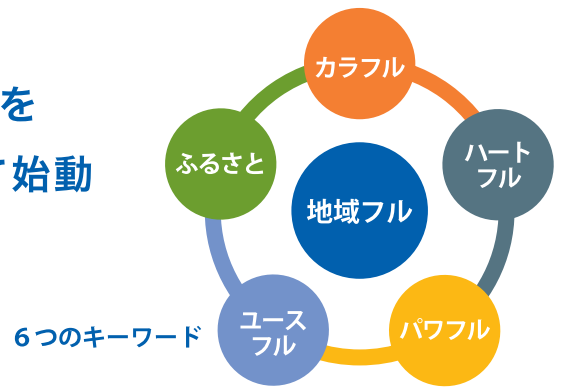 を
て始動
カラフル
ハート
フル
パワフル
ユース
フル
ふるさと
地域フル
６つのキーワード